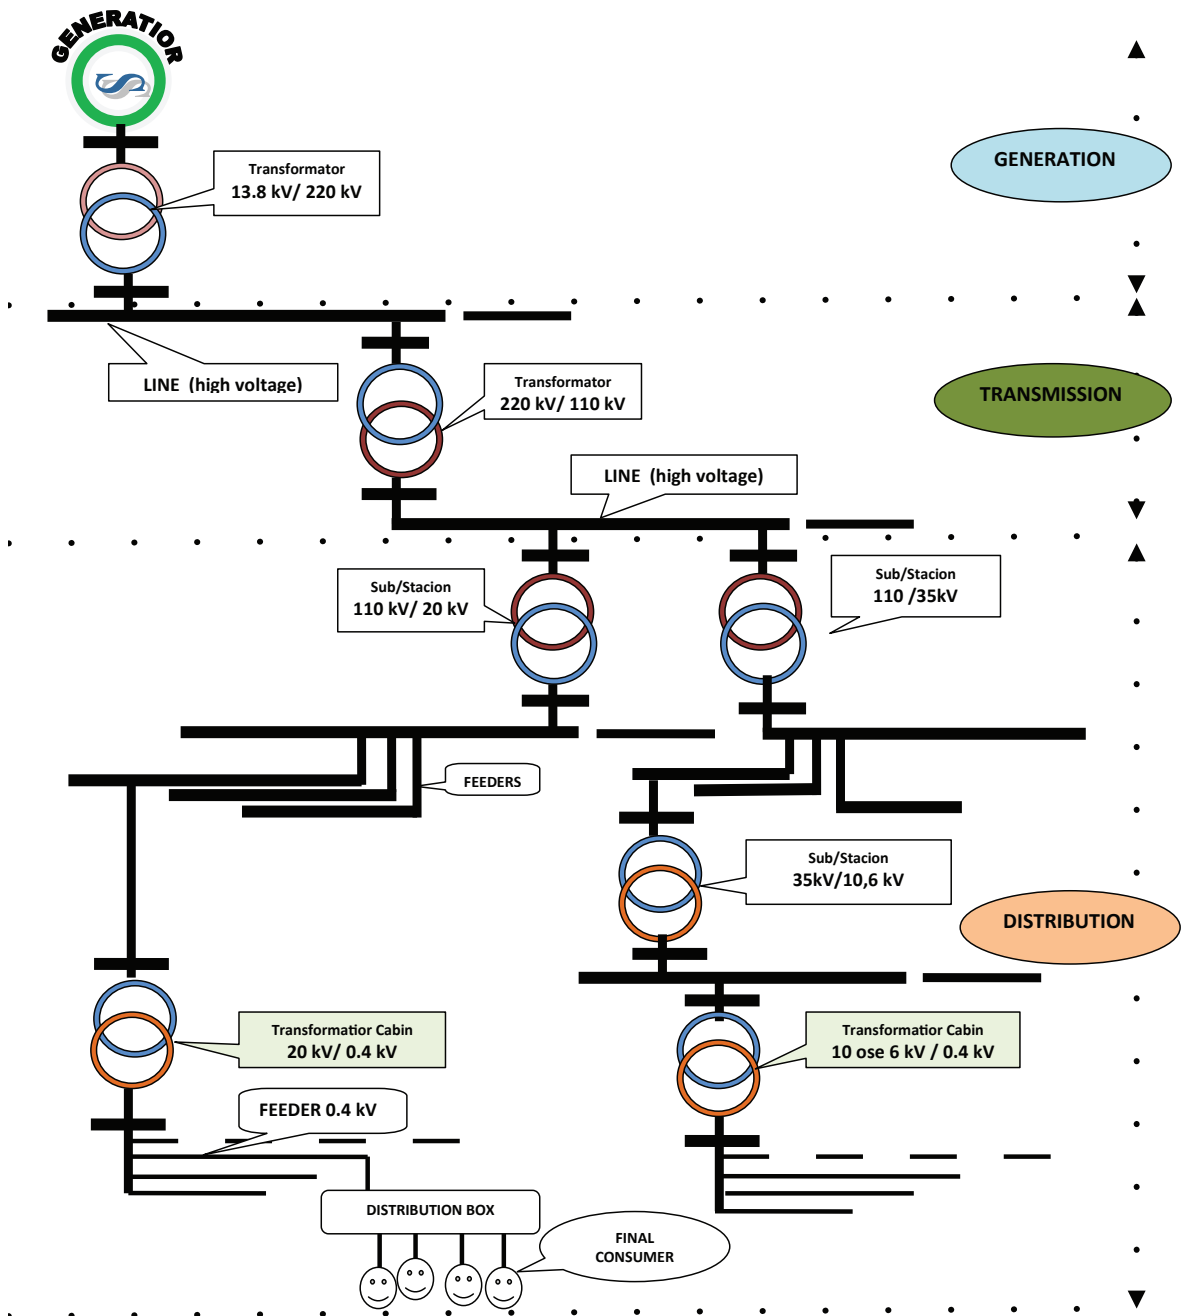 GENERATIOR
Transformator
13.8 kV/ 220 kV
GENERATION
LINE (high voltage)
Transformator
220 kV/ 110 kV
TRANSMISSION
LINE (high voltage)
Sub/Stacion
110 kV/ 20 kV
Sub/Stacion
110 /35kV
FEEDERS
Sub/Stacion
35kV/10,6 kV
DISTRIBUTION
Transformatior Cabin
20 kV/ 0.4 kV
Transformatior Cabin
10 ose 6 kV / 0.4 kV
FEEDER 0.4 kV
DISTRIBUTION BOX
FINAL
CONSUMER